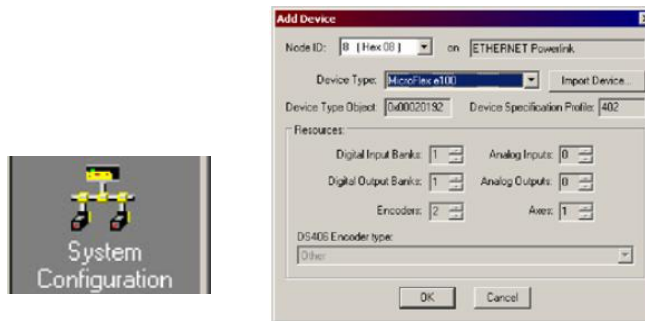 System
Configuration
Add Device
Node ID: 8 (Hex 08) on ETHERNET Powerlink
Device Type: MicroFlex e100 Import Device...
Device Type Object: 0x00020192 Device Specification Profile: 402
Resources:
Digital Input Banks: 1 Analog Inputs: 0
Digital Output Banks: 1 Analog Outputs: 0
Encoders: 2 Axes: 1
DS406 Encoder type:
Other
OK Cancel